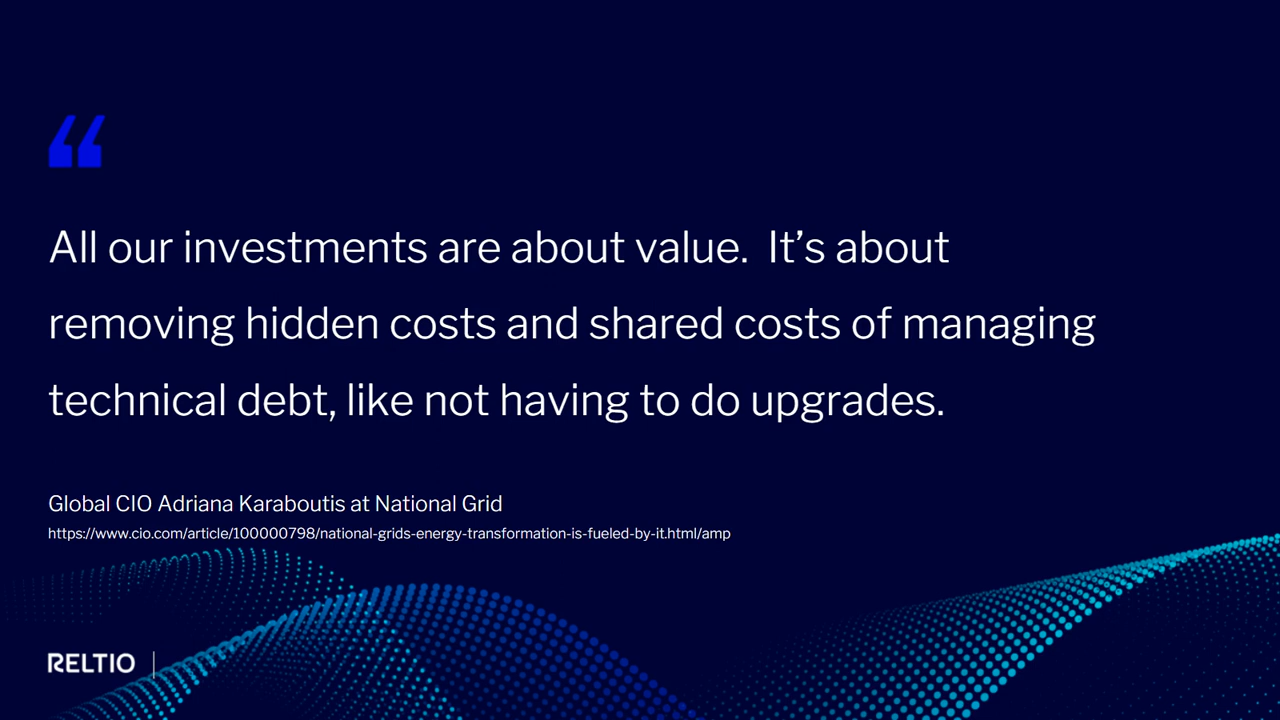 “
All our investments are about value.  It’s about
removing hidden costs and shared costs of managing
technical debt, like not having to do upgrades.
Global CIO Adriana Karaboutis at National Grid
https://www.cio.com/article/100000798/national-grids-energy-transformation-is-fueled-by-it.html/amp
RELTIO